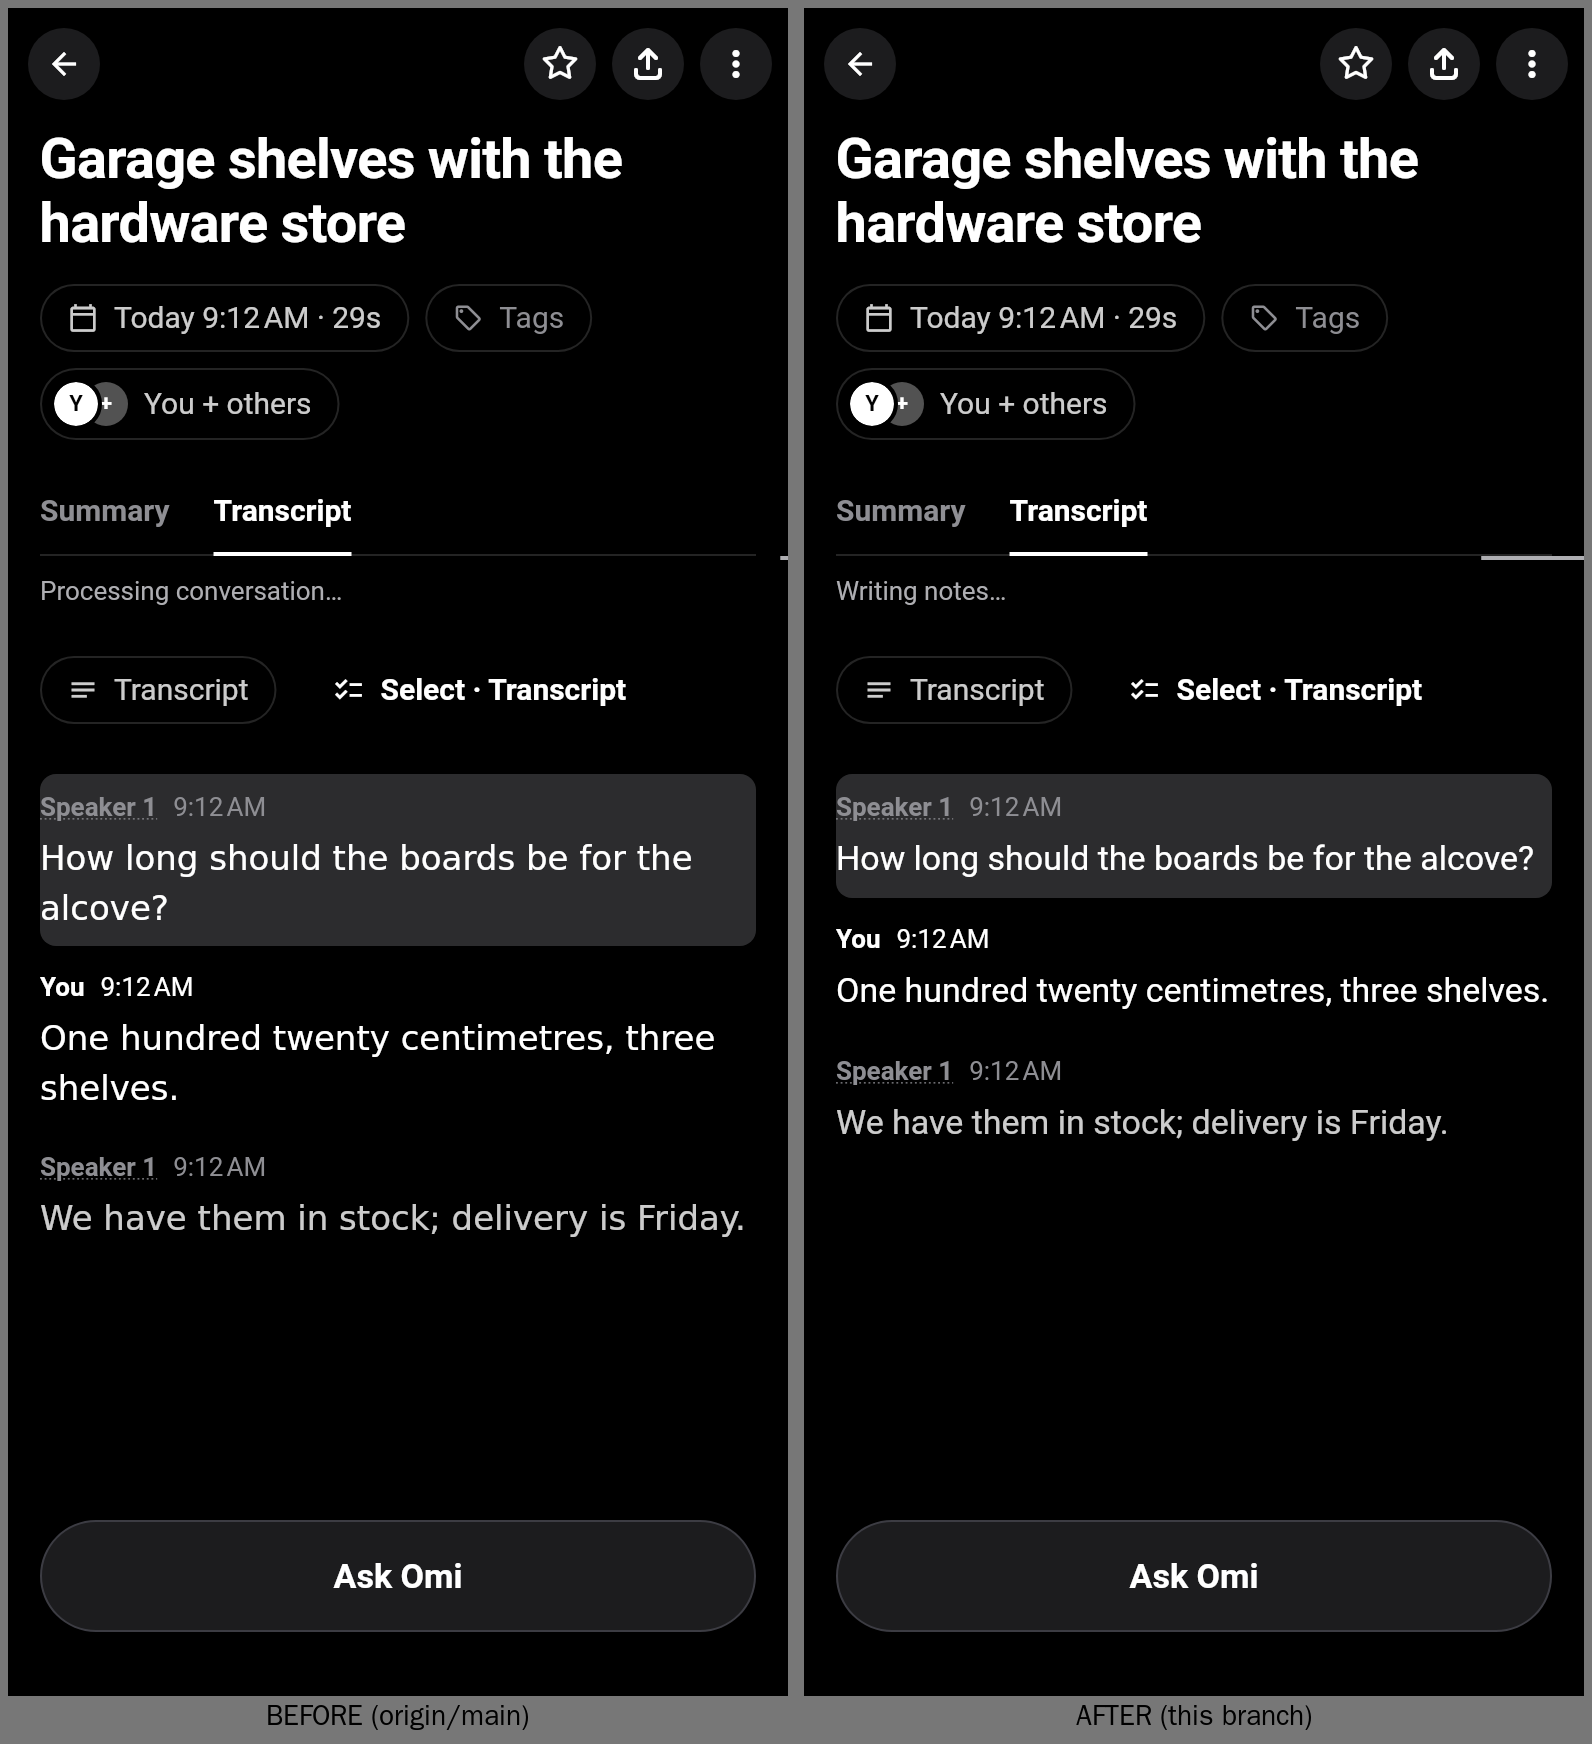 Garage shelves with the
hardware store
Today 9:12 AM · 29s
Tags
Y
+
You + others
Summary
Transcript
Processing conversation...
Transcript
Select · Transcript
Speaker 1 9:12 AM
How long should the boards be for the
alcove?
You 9:12 AM
One hundred twenty centimetres, three
shelves.
Speaker 1 9:12 AM
We have them in stock; delivery is Friday.
Ask Omi
BEFORE (origin/main)
Garage shelves with the
hardware store
Today 9:12 AM · 29s
Tags
Y
+
You + others
Summary
Transcript
Writing notes...
Transcript
Select · Transcript
Speaker 1 9:12 AM
How long should the boards be for the alcove?
You 9:12 AM
One hundred twenty centimetres, three shelves.
Speaker 1 9:12 AM
We have them in stock; delivery is Friday.
Ask Omi
AFTER (this branch)